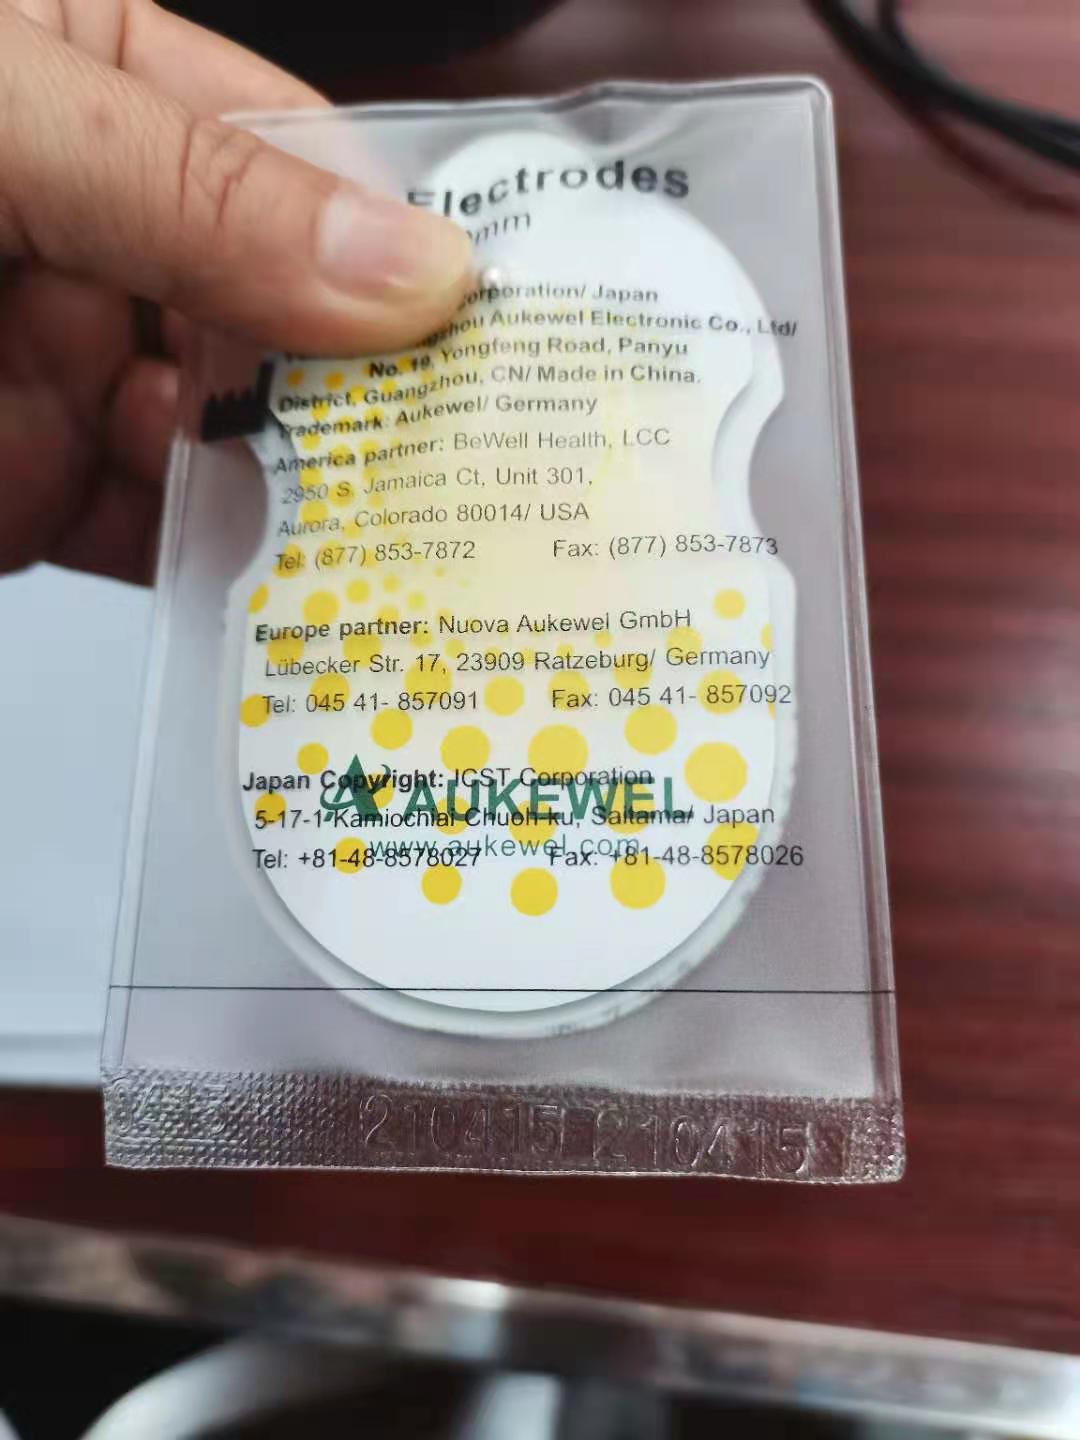 Electrodes
mm
Corporation/ Japan
Aukewel Electronic Co., Ltd/
No. 19, Yongfeng Road, Panyu
District, Guangzhou, CN/ Made in China.
Trademark: Aukewel/ Germany
America partner: BeWell Health, LCC
2950 S. Jamaica Ct, Unit 301,
Aurora, Colorado 80014/ USA
Tel: (877) 853-7872 Fax: (877) 853-7873
Europe partner: Nuova Aukewel GmbH
Lübecker Str. 17, 23909 Ratzeburg/ Germany
Tel: 045 41- 857091 Fax: 045 41- 857092
Japan Copyright: ICST Corporation
AUKEWEL
5-17-1 Kamiochiai Chuoh-ku, Saitama/ Japan
www.aukewel.com
Tel: +81-48-8578027 Fax: +81-48-8578026
210415 210415